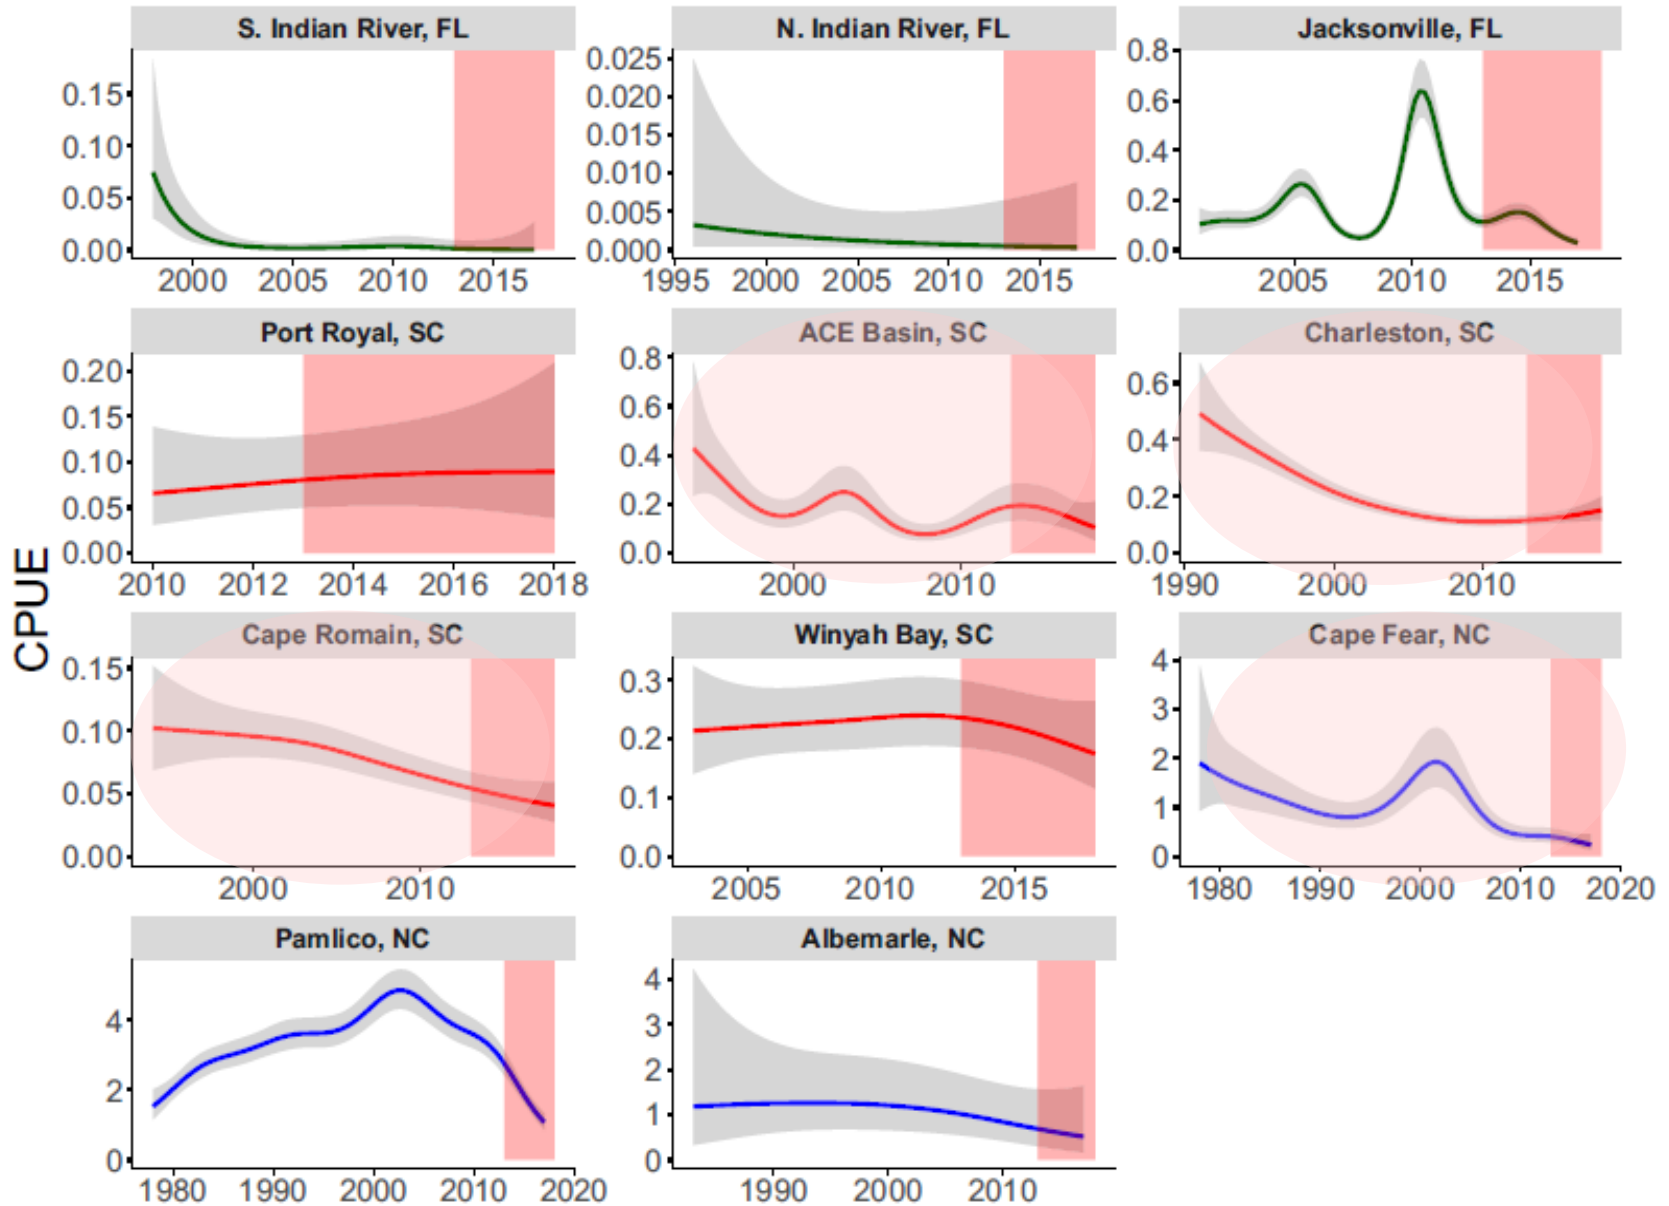 S. Indian River, FL
N. Indian River, FL
Jacksonville, FL
0.15
0.10
0.05
0.00
2000 2005 2010 2015
0.025
0.020
0.015
0.010
0.005
0.000
1995 2000 2005 2010 2015
0.8
0.6
0.4
0.2
0.0
2005 2010 2015
Port Royal, SC
ACE Basin, SC
Charleston, SC
0.20
0.15
0.10
0.05
0.00
2010 2012 2014 2016 2018
0.8
0.6
0.4
0.2
0.0
2000 2010
0.6
0.4
0.2
0.0
1990 2000 2010
CPUE
Cape Romain, SC
Winyah Bay, SC
Cape Fear, NC
0.15
0.10
0.05
0.00
2000 2010
0.3
0.2
0.1
0.0
2005 2010 2015
4
3
2
1
0
1980 1990 2000 2010 2020
Pamlico, NC
Albemarle, NC
4
2
0
1980 1990 2000 2010 2020
4
3
2
1
0
1990 2000 2010